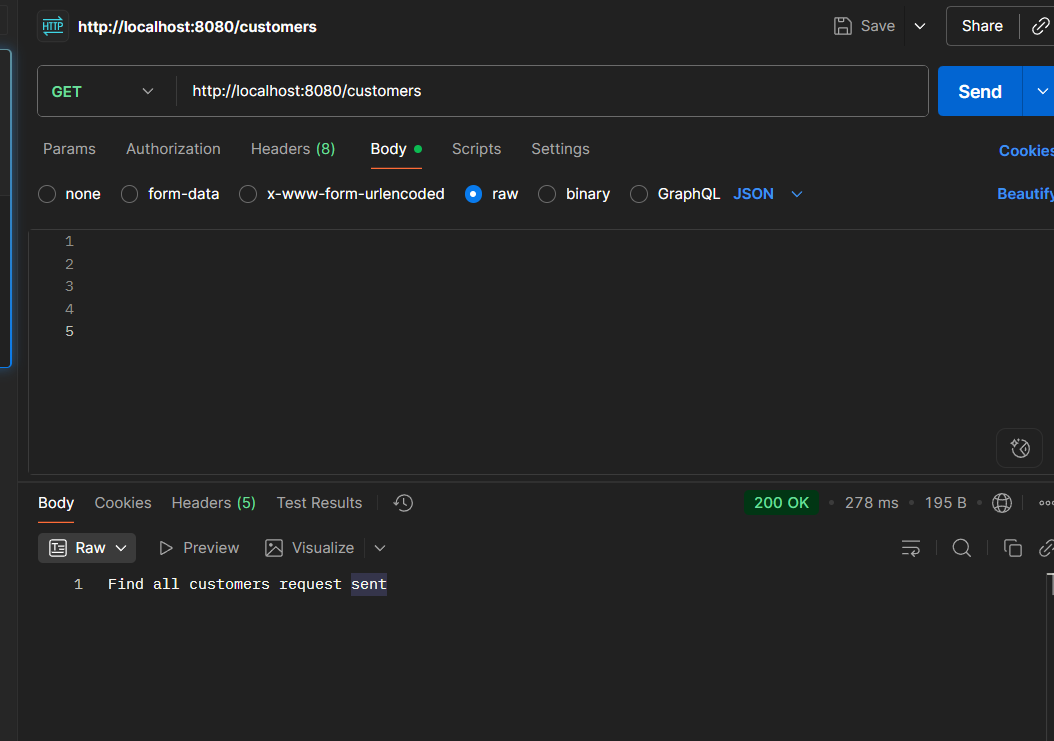 HTTP http://localhost:8080/customers Save Share
GET http://localhost:8080/customers Send
Params Authorization Headers (8) Body Scripts Settings Cookies
none form-data x-www-form-urlencoded raw binary GraphQL JSON Beautify
1
2
3
4
5
Body Cookies Headers (5) Test Results 200 OK 278 ms 195 B
Raw Preview Visualize
1 Find all customers request sent